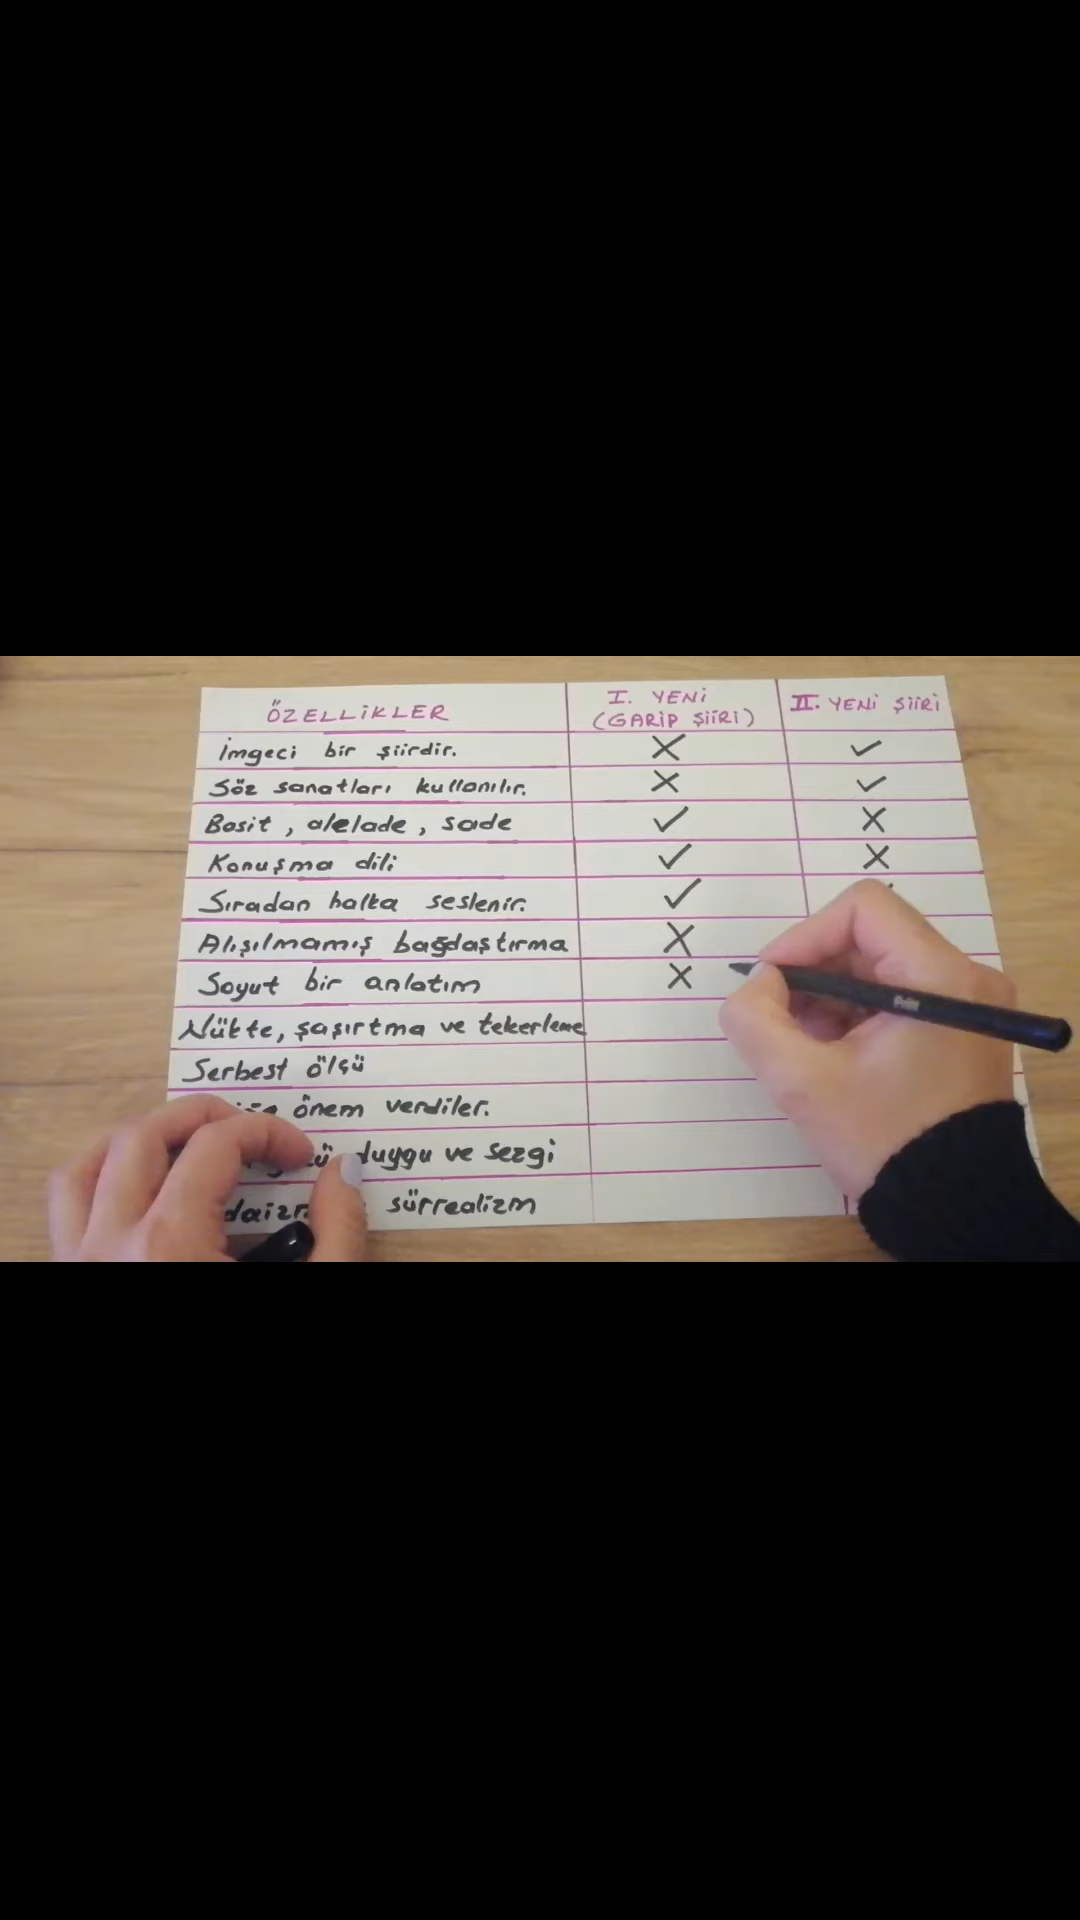 ÖZELLİKLER I. YENİ (GARİP ŞİİRİ) II. YENİ ŞİİRİ
İmgeci bir şiirdir. X ✓
Söz sanatları kullanılır. X ✓
Basit, alelade, sade ✓ X
Konuşma dili ✓ X
Sıradan halka seslenir. ✓
Alışılmamış bağdaştırma X
Soyut bir anlatım X
Nükte, şaşırtma ve tekerleme
Serbest ölçü
önem verdiler.
duygu ve sezgi
sürrealizm